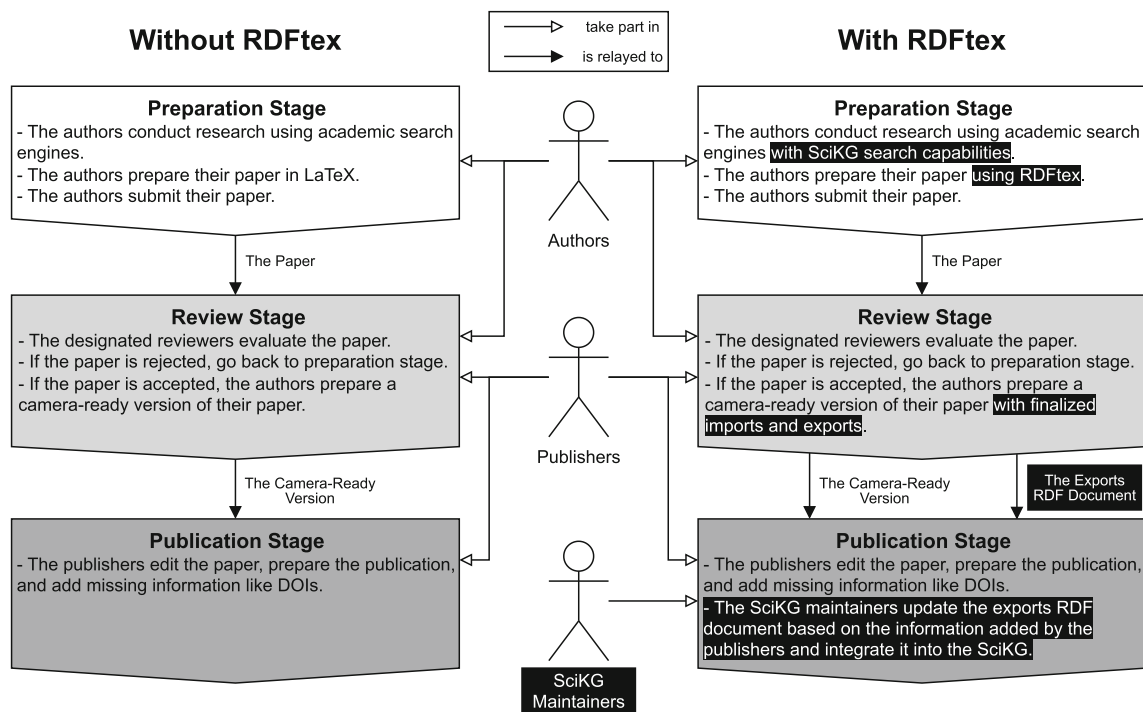 Without RDFtex
take part in
is relayed to
With RDFtex
Preparation Stage
- The authors conduct research using academic search
engines.
- The authors prepare their paper in LaTeX.
- The authors submit their paper.
The Paper
Review Stage
- The designated reviewers evaluate the paper.
- If the paper is rejected, go back to preparation stage.
- If the paper is accepted, the authors prepare a
camera-ready version of their paper.
The Camera-Ready
Version
Publication Stage
- The publishers edit the paper, prepare the publication,
and add missing information like DOIs.
Authors
Publishers
SciKG
Maintainers
Preparation Stage
- The authors conduct research using academic search
engines with SciKG search capabilities.
- The authors prepare their paper using RDFtex.
- The authors submit their paper.
The Paper
Review Stage
- The designated reviewers evaluate the paper.
- If the paper is rejected, go back to preparation stage.
- If the paper is accepted, the authors prepare a
camera-ready version of their paper with finalized
imports and exports.
The Camera-Ready
Version
The Exports
RDF Document
Publication Stage
- The publishers edit the paper, prepare the publication,
and add missing information like DOIs.
- The SciKG maintainers update the exports RDF
document based on the information added by the
publishers and integrate it into the SciKG.